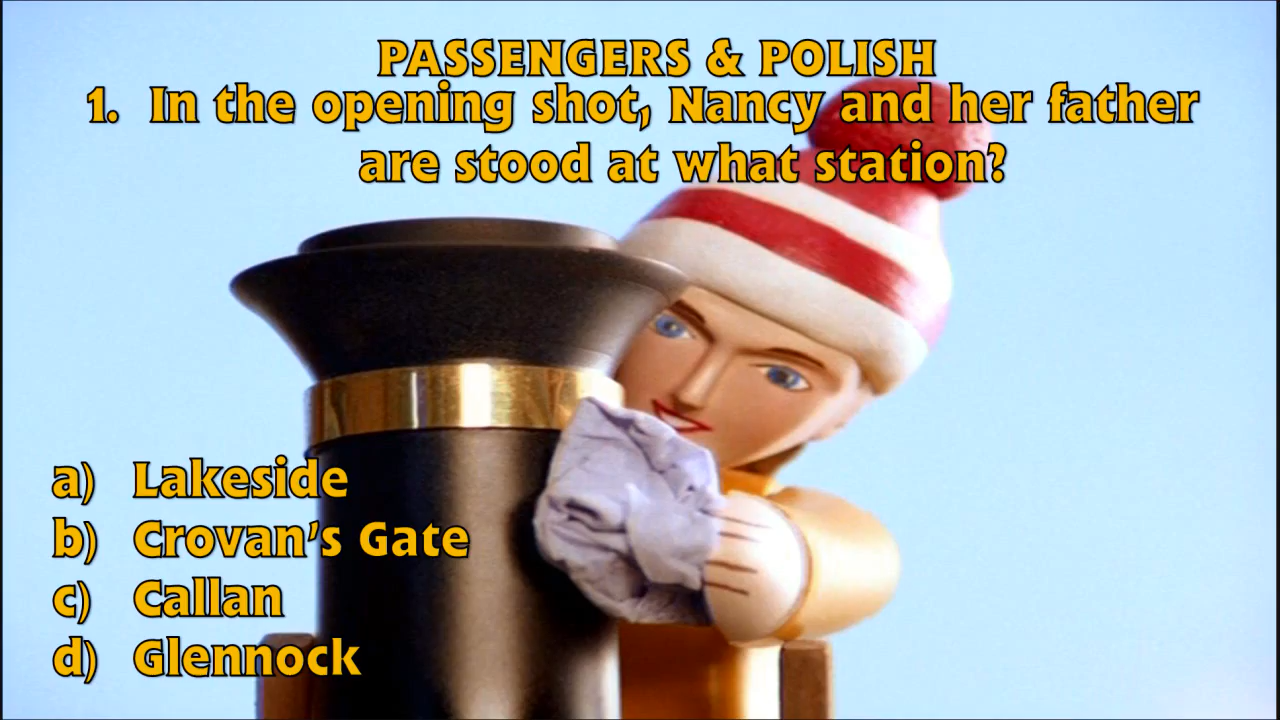 PASSENGERS & POLISH
1. In the opening shot, Nancy and her father
are stood at what station?
a) Lakeside
b) Crovan's Gate
c) Callan
d) Glennock